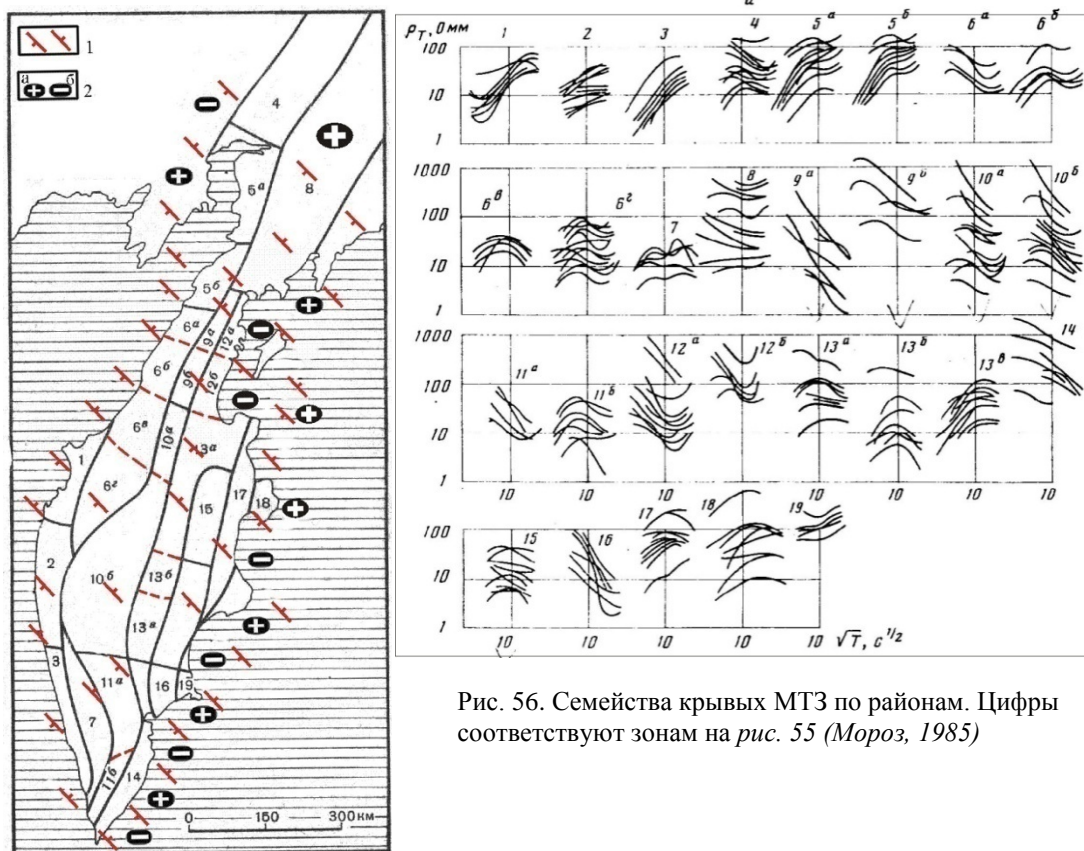 1
а б
2
4
5а
8
5б
6а
9а
12а
6б
9б
2б
6в
10а
3а
1
6г
15
17
18
2
10б
13б
13а
3
11а
16
19
7
11б
14
0 150 300 км
ρT, Омм
1 2 3 4 5а 5б 6а 6б
100
10
1
1000
100
10
1
6в 6г 7 8 9а 9б 10а 10б
1000
100
10
1
11а 11б 12а 12б 13а 13б 13в 14
10 10 10 10 10 10 10 10
15 16 17 18 19
100
10
1
10 10 10 10 10 √T, с1/2
Рис. 56. Семейства крывых МТЗ по районам. Цифры
соответствуют зонам на рис. 55 (Мороз, 1985)